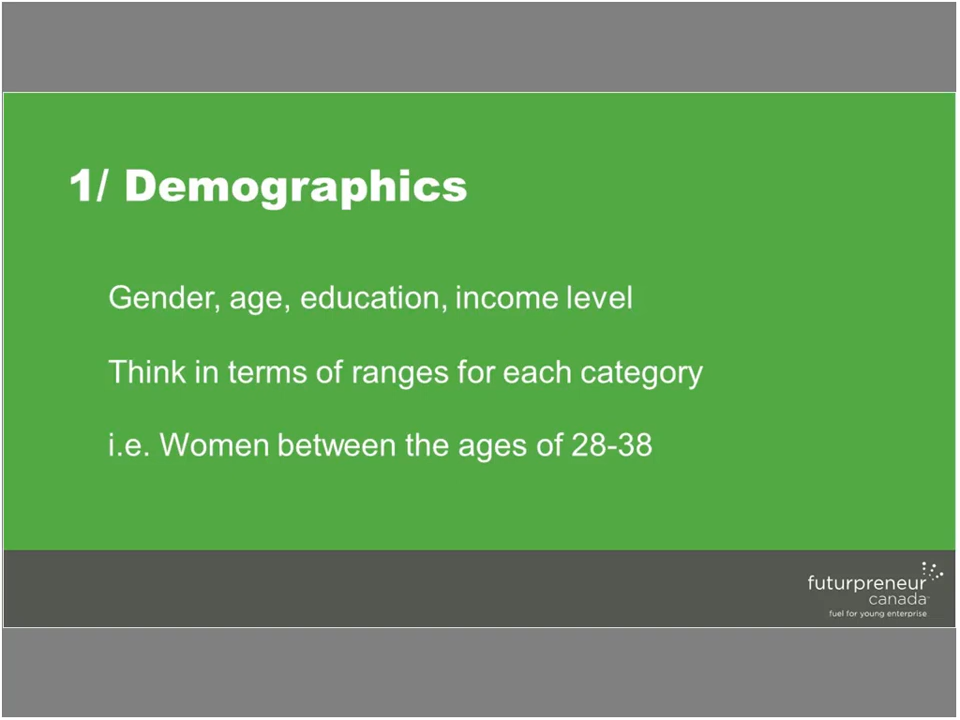 1/ Demographics
Gender, age, education, income level
Think in terms of ranges for each category
i.e. Women between the ages of 28-38
futurpreneur
canada
fuel for young enterprise